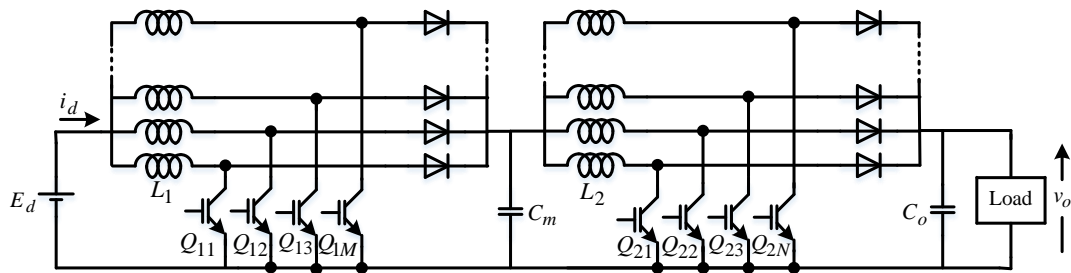 i_d
E_d
L_1
Q_11
Q_12
Q_13
Q_1M
C_m
L_2
Q_21
Q_22
Q_23
Q_2N
C_o
Load
v_o